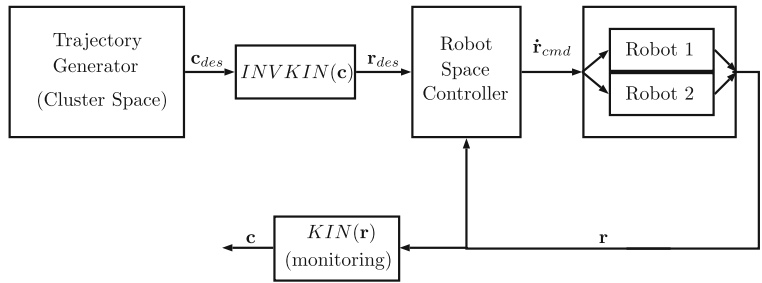 Trajectory
Generator
(Cluster Space)
c_des
INVKIN(c)
r_des
Robot
Space
Controller
ṙ_cmd
Robot 1
Robot 2
c
KIN(r)
(monitoring)
r